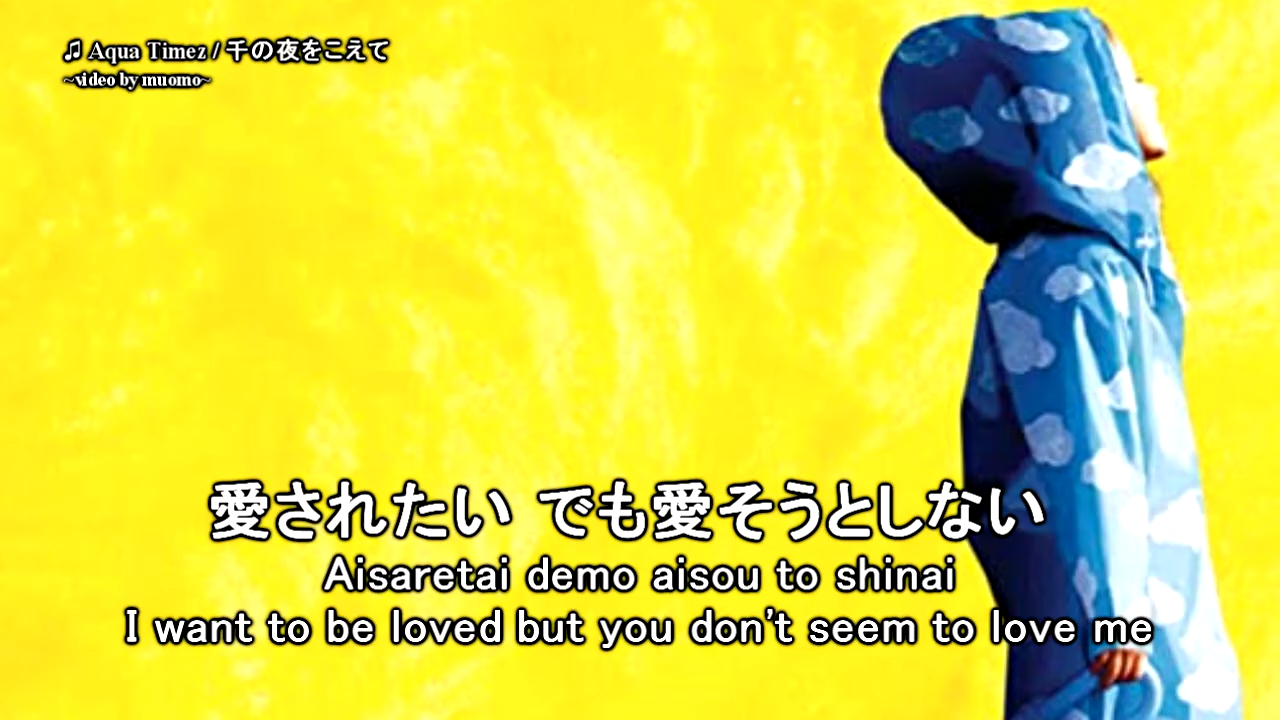 ♫ Aqua Timez / 千の夜をこえて
~video by muomo~
愛されたい でも愛そうとしない
Aisaretai demo aisou to shinai
I want to be loved but you don't seem to love me